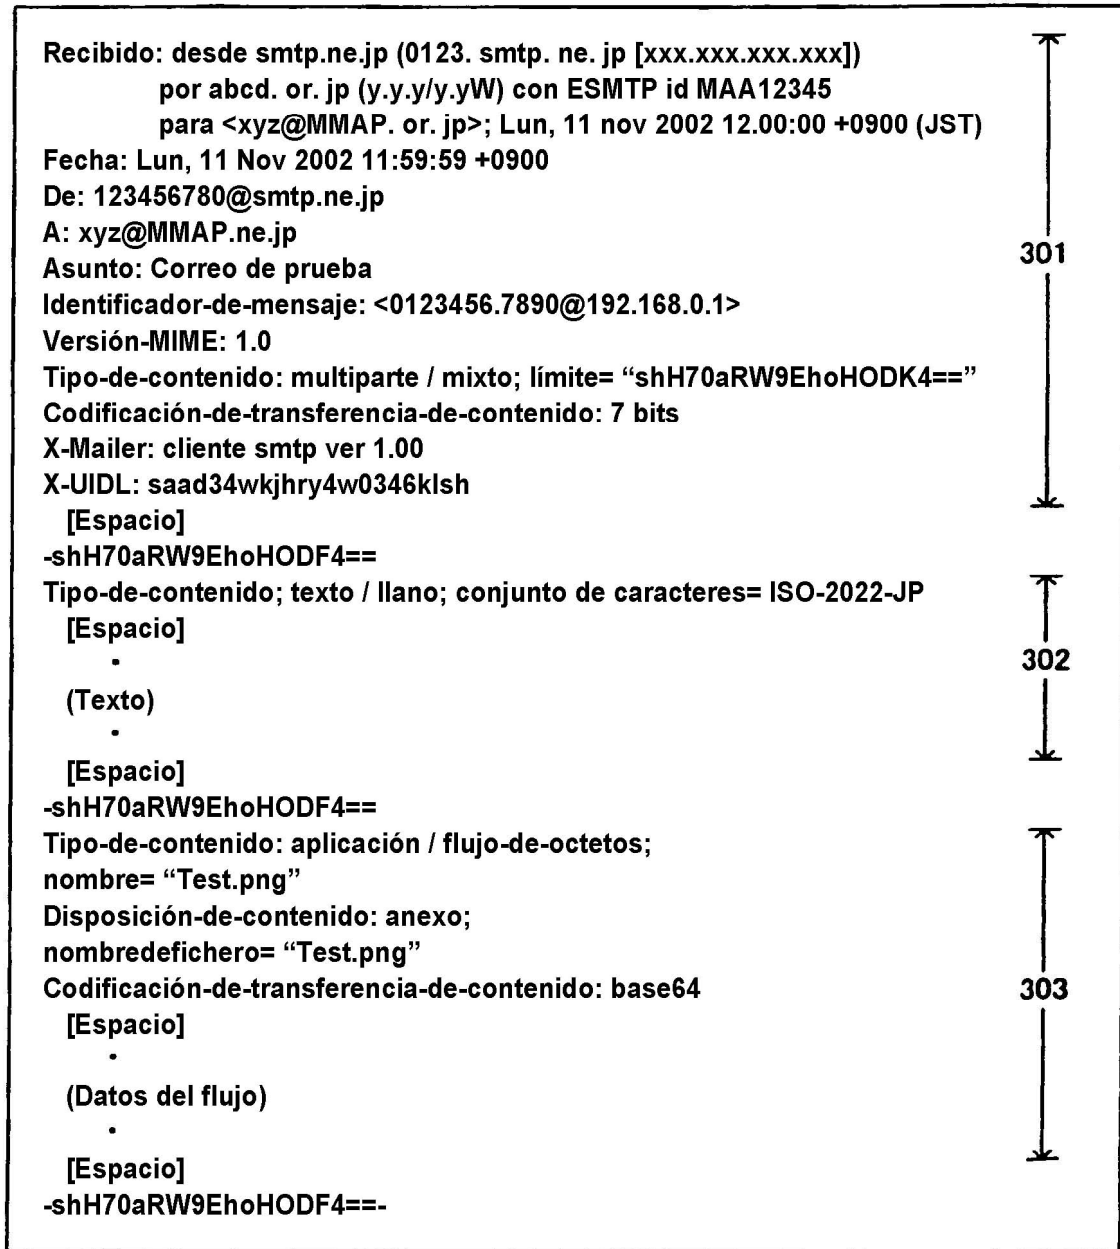 Recibido: desde smtp.ne.jp (0123. smtp. ne. jp [xxx.xxx.xxx.xxx])
por abcd. or. jp (y.y.y/y.yW) con ESMTP id MAA12345
para <xyz@MMAP. or. jp>; Lun, 11 nov 2002 12.00:00 +0900 (JST)
Fecha: Lun, 11 Nov 2002 11:59:59 +0900
De: 123456780@smtp.ne.jp
A: xyz@MMAP.ne.jp
301
Asunto: Correo de prueba
Identificador-de-mensaje: <0123456.7890@192.168.0.1>
Versión-MIME: 1.0
Tipo-de-contenido: multiparte / mixto; límite= “shH70aRW9EhoHODK4==”
Codificación-de-transferencia-de-contenido: 7 bits
X-Mailer: cliente smtp ver 1.00
X-UIDL: saad34wkjhry4w0346klsh
[Espacio]
-shH70aRW9EhoHODF4==
Tipo-de-contenido; texto / llano; conjunto de caracteres= ISO-2022-JP
[Espacio]
302
(Texto)
[Espacio]
-shH70aRW9EhoHODF4==
Tipo-de-contenido: aplicación / flujo-de-octetos;
nombre= “Test.png”
Disposición-de-contenido: anexo;
nombredefichero= “Test.png”
Codificación-de-transferencia-de-contenido: base64
303
[Espacio]
(Datos del flujo)
[Espacio]
-shH70aRW9EhoHODF4==-